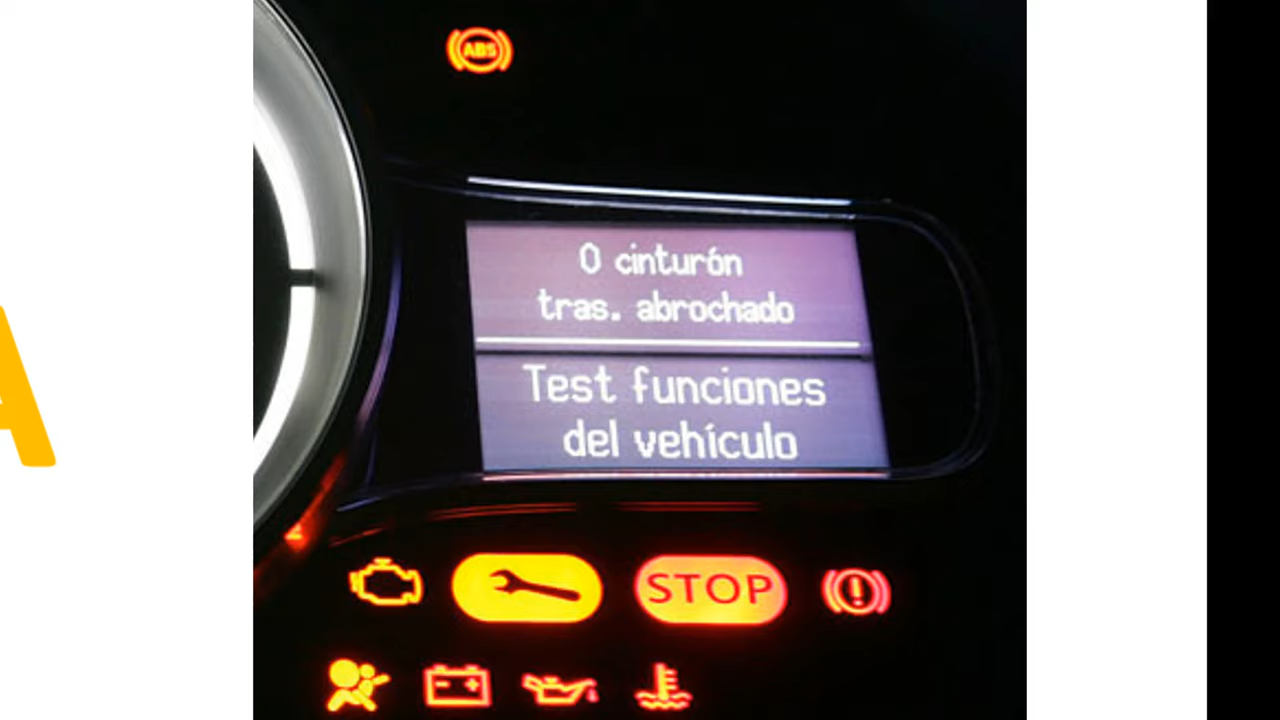 A
ABS
0 cinturón
tras. abrochado
Test funciones
del vehículo
STOP